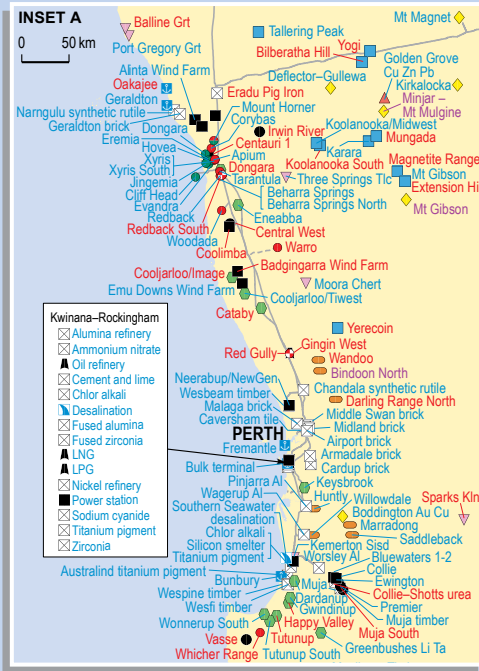 INSET A
0 50 km
Balline Grt
Port Gregory Grt
Tallering Peak
Mt Magnet
Yogi
Bilberatha Hill
Golden Grove
Cu Zn Pb
Alinta Wind Farm
Deflector–Gullewa
Kirkalocka
Oakajee
Eradu Pig Iron
Minjar –
Mt Mulgine
Geraldton
Mount Horner
Narngulu synthetic rutile
Corybas
Geraldton brick
Irwin River
Koolanooka/Midwest
Dongara
Centauri 1
Mungada
Eremia
Karara
Hovea
Apium
Koolanooka South
Magnetite Range
Xyris
Dongara
Xyris South
Tarantula
Three Springs Tlc
Mt Gibson
Jingemia
Beharra Springs
Extension Hi
Cliff Head
Beharra Springs North
Evandra
Mt Gibson
Redback
Eneabba
Redback South
Central West
Woodada
Warro
Coolimba
Badgingarra Wind Farm
Cooljarloo/Image
Moora Chert
Emu Downs Wind Farm
Cooljarloo/Tiwest
Cataby
Yerecoin
Kwinana–Rockingham
Alumina refinery
Ammonium nitrate
Oil refinery
Cement and lime
Chlor alkali
Desalination
Fused alumina
Fused zirconia
LNG
LPG
Nickel refinery
Power station
Sodium cyanide
Titanium pigment
Zirconia
Gingin West
Red Gully
Wandoo
Bindoon North
Neerabup/NewGen
Chandala synthetic rutile
Wesbeam timber
Darling Range North
Malaga brick
Middle Swan brick
Caversham tile
Midland brick
PERTH
Airport brick
Fremantle
Armadale brick
Bulk terminal
Cardup brick
Pinjarra Al
Keysbrook
Wagerup Al
Huntly
Willowdale
Sparks Kln
Southern Seawater
desalination
Boddington Au Cu
Marradong
Chlor alkali
Saddleback
Silicon smelter
Kemerton Sisd
Titanium pigment
Worsley Al
Bluewaters 1-2
Australind titanium pigment
Collie
Bunbury
Muja
Ewington
Wespine timber
Dardanup
Collie–Shotts urea
Wesfi timber
Gwindinup
Premier
Wonnerup South
Happy Valley
Muja timber
Vasse
Tutunup
Muja South
Whicher Range
Tutunup South
Greenbushes Li Ta